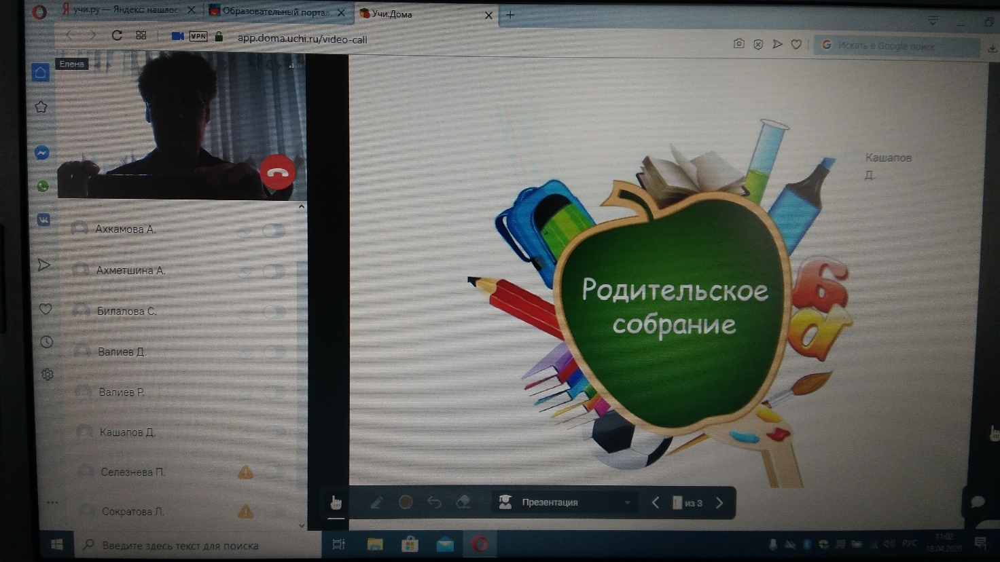 учи.ру — Яндекс: нашлос
Образовательный портал
Учи.Дома
VPN
app.doma.uchi.ru/video-call
Искать в Google поиск
Елена
Ахкамова А.
Ахметшина А.
Билалова С.
Валиев Д.
Валиев Р.
Кашапов Д.
Селезнева П.
Сократова Л.
Кашапов
Д.
Родительское
собрание
Презентация
1 из 3
Введите здесь текст для поиска
РУС
11:02
18.04.2020